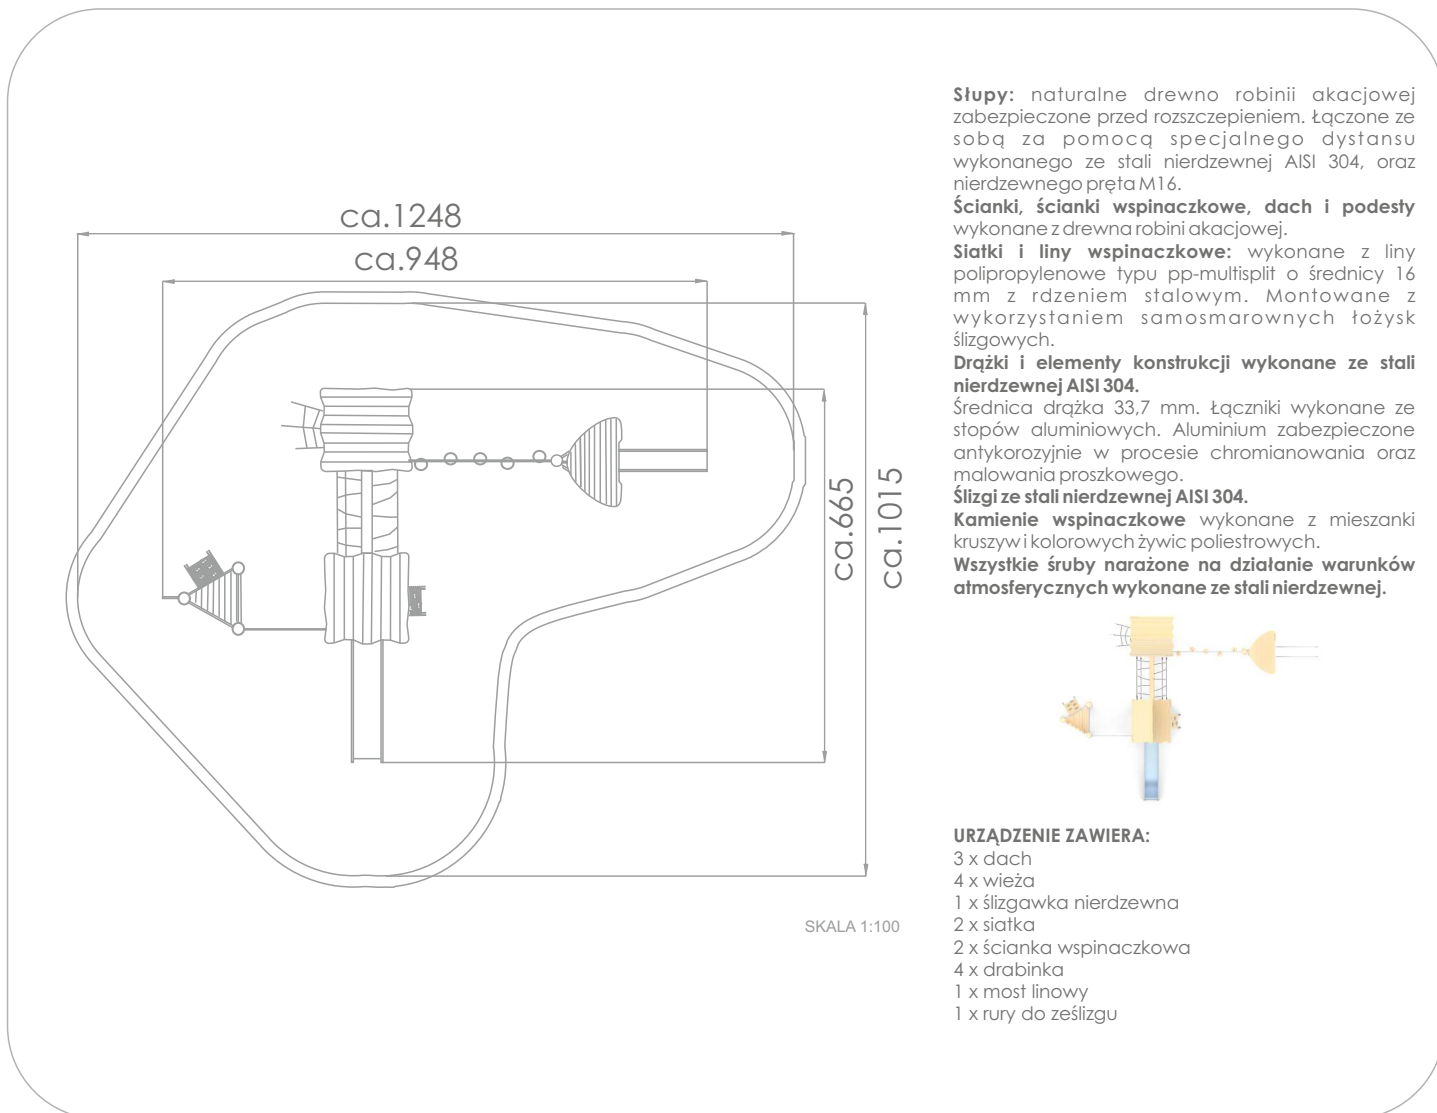 ca.1248
ca.948
ca.665
ca.1015
SKALA 1:100
Słupy: naturalne drewno robinii akacjowej
zabezpieczone przed rozszczepieniem. Łączone ze
sobą za pomocą specjalnego dystansu
wykonanego ze stali nierdzewnej AISI 304, oraz
nierdzewnego pręta M16.
Ścianki, ścianki wspinaczkowe, dach i podesty
wykonane z drewna robini akacjowej.
Siatki i liny wspinaczkowe: wykonane z liny
polipropylenowe typu pp-multisplit o średnicy 16
mm z rdzeniem stalowym. Montowane z
wykorzystaniem samosmarownych łożysk
ślizgowych.
Drążki i elementy konstrukcji wykonane ze stali
nierdzewnej AISI 304.
Średnica drążka 33,7 mm. Łączniki wykonane ze
stopów aluminiowych. Aluminium zabezpieczone
antykorozyjnie w procesie chromianowania oraz
malowania proszkowego.
Ślizgi ze stali nierdzewnej AISI 304.
Kamienie wspinaczkowe wykonane z mieszanki
kruszyw i kolorowych żywic poliestrowych.
Wszystkie śruby narażone na działanie warunków
atmosferycznych wykonane ze stali nierdzewnej.
URZĄDZENIE ZAWIERA:
3 x dach
4 x wieża
1 x ślizgawka nierdzewna
2 x siatka
2 x ścianka wspinaczkowa
4 x drabinka
1 x most linowy
1 x rury do ześlizgu